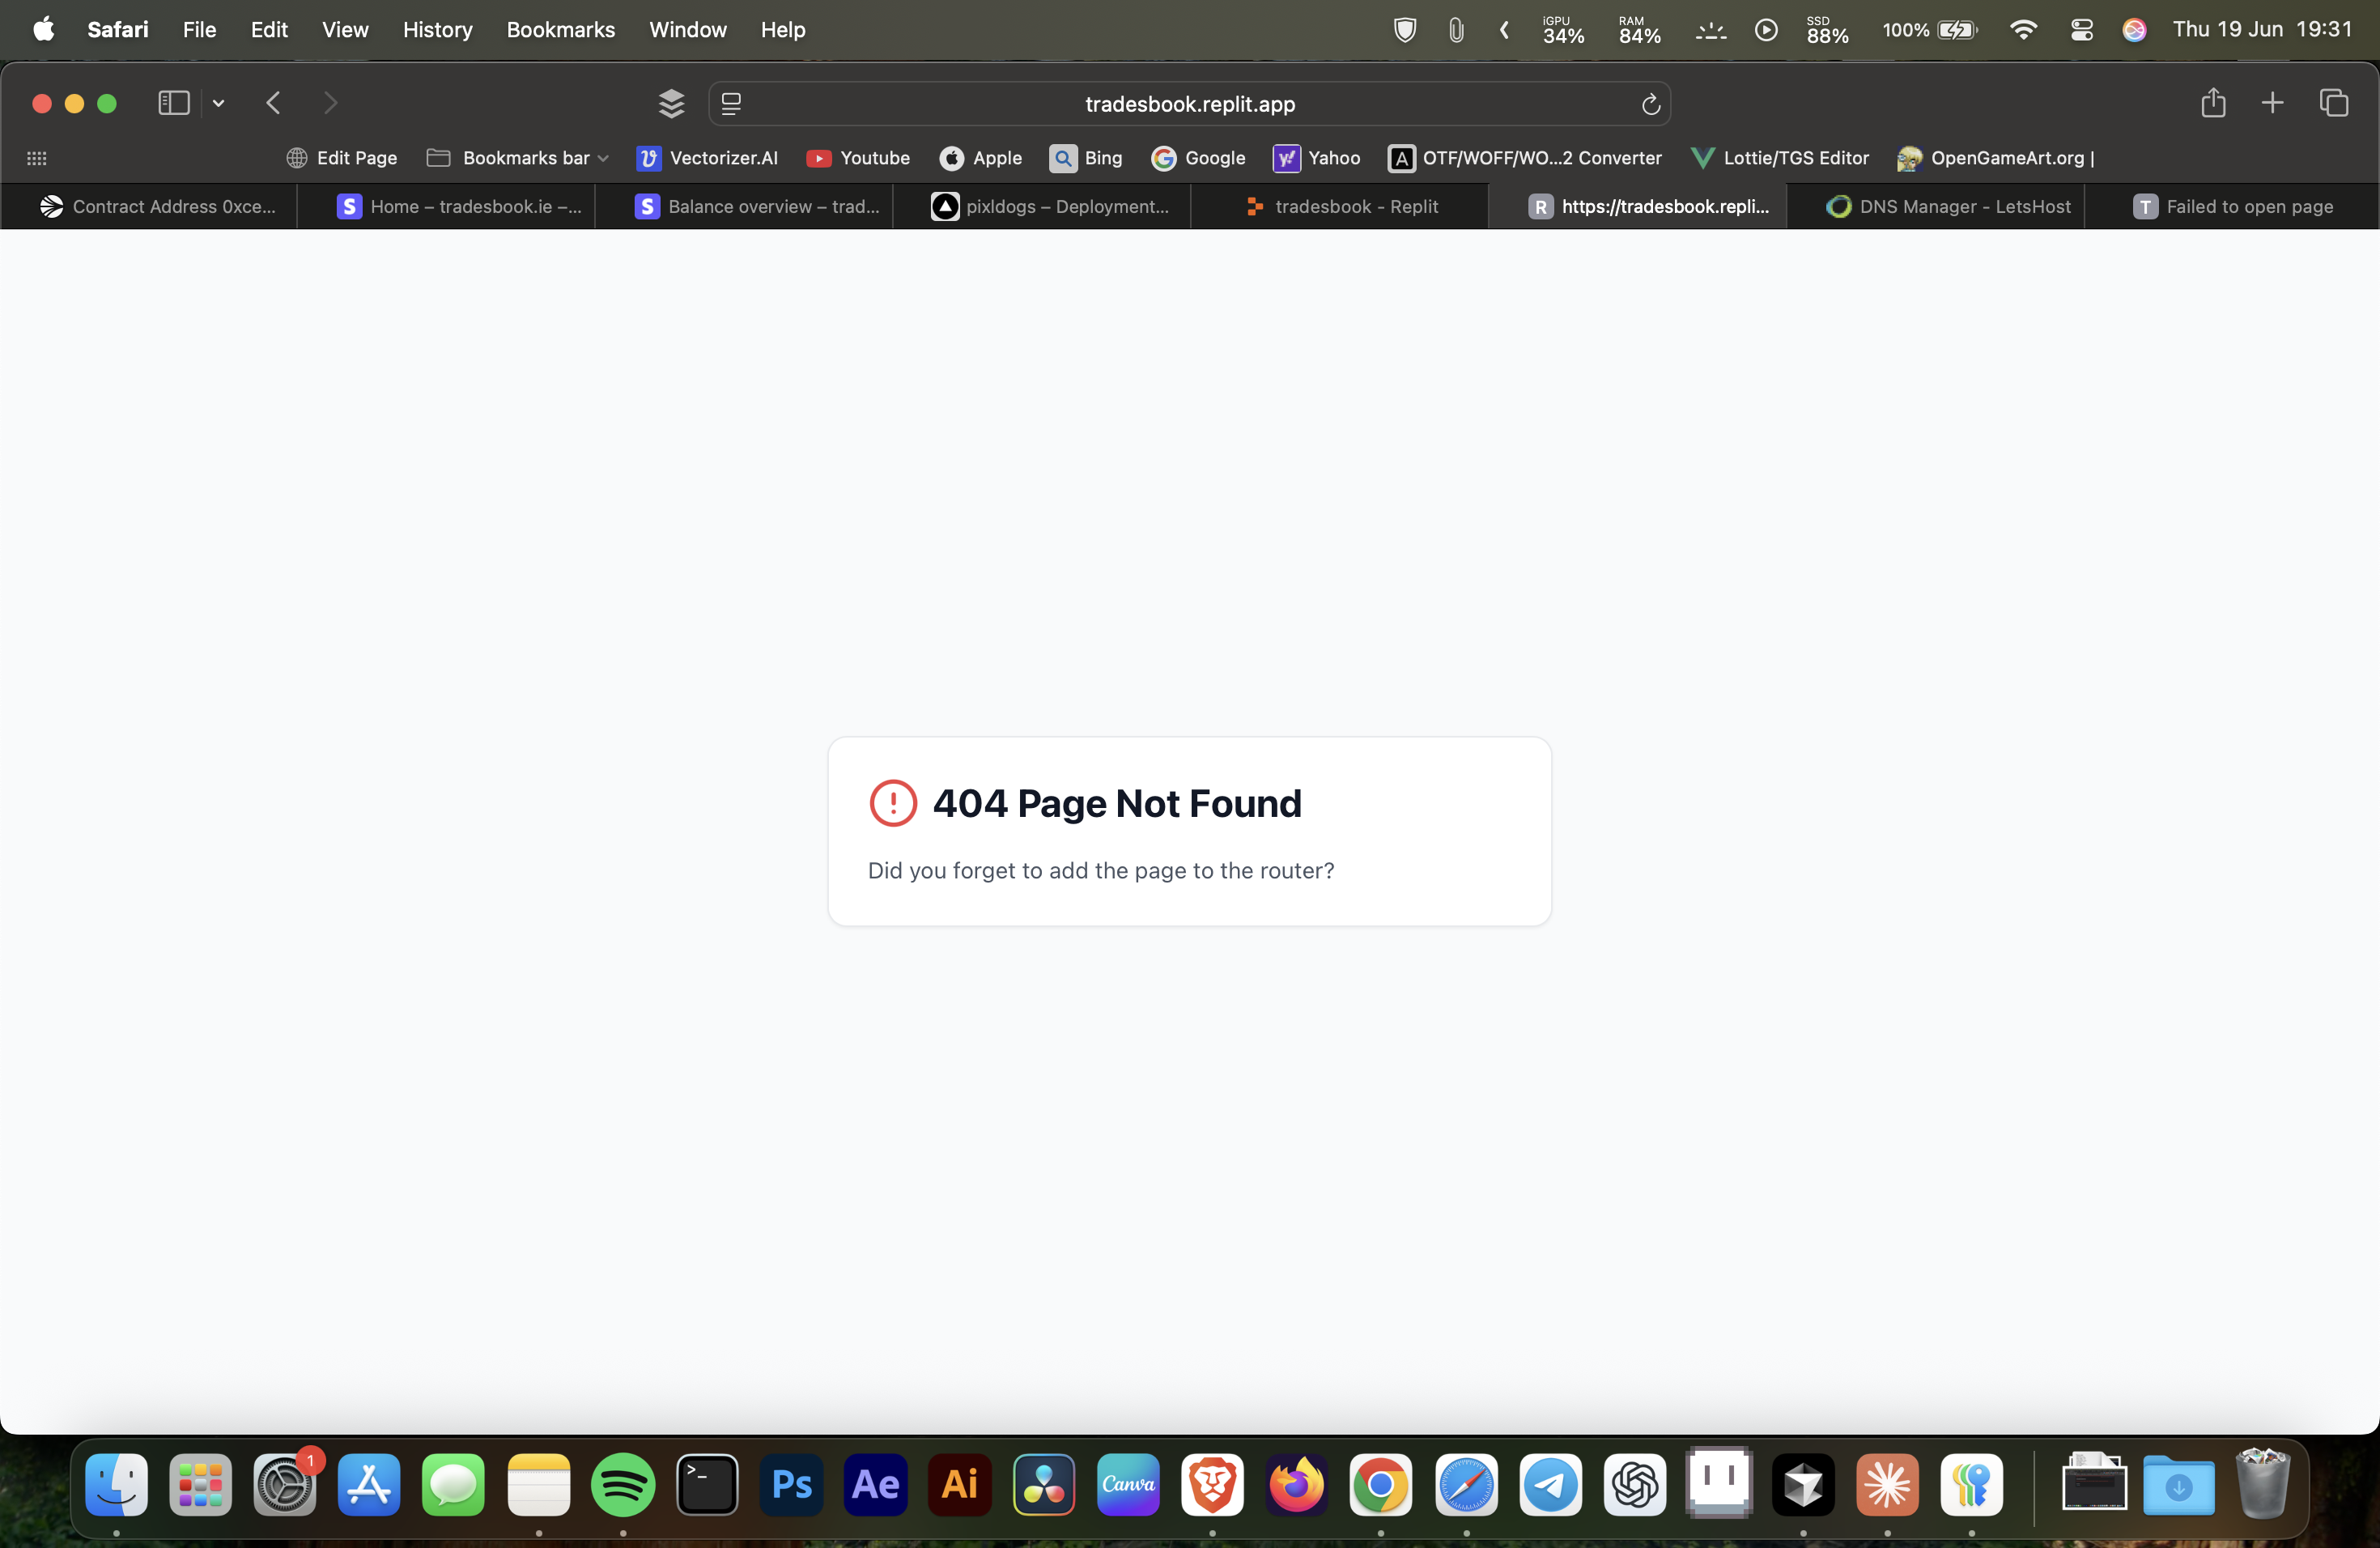 Safari File Edit View History Bookmarks Window Help iGPU 34% RAM 84% SSD 88% 100% Thu 19 Jun 19:31
tradesbook.replit.app
Edit Page Bookmarks bar Vectorizer.AI Youtube Apple Bing Google Yahoo OTF/WOFF/WO...2 Converter Lottie/TGS Editor OpenGameArt.org |
Contract Address 0xce... S Home – tradesbook.ie –... S Balance overview – trad... pixldogs – Deployment... tradesbook - Replit R https://tradesbook.repli... DNS Manager - LetsHost T Failed to open page
404 Page Not Found
Did you forget to add the page to the router?
1 >_ Ps Ae Ai Canva